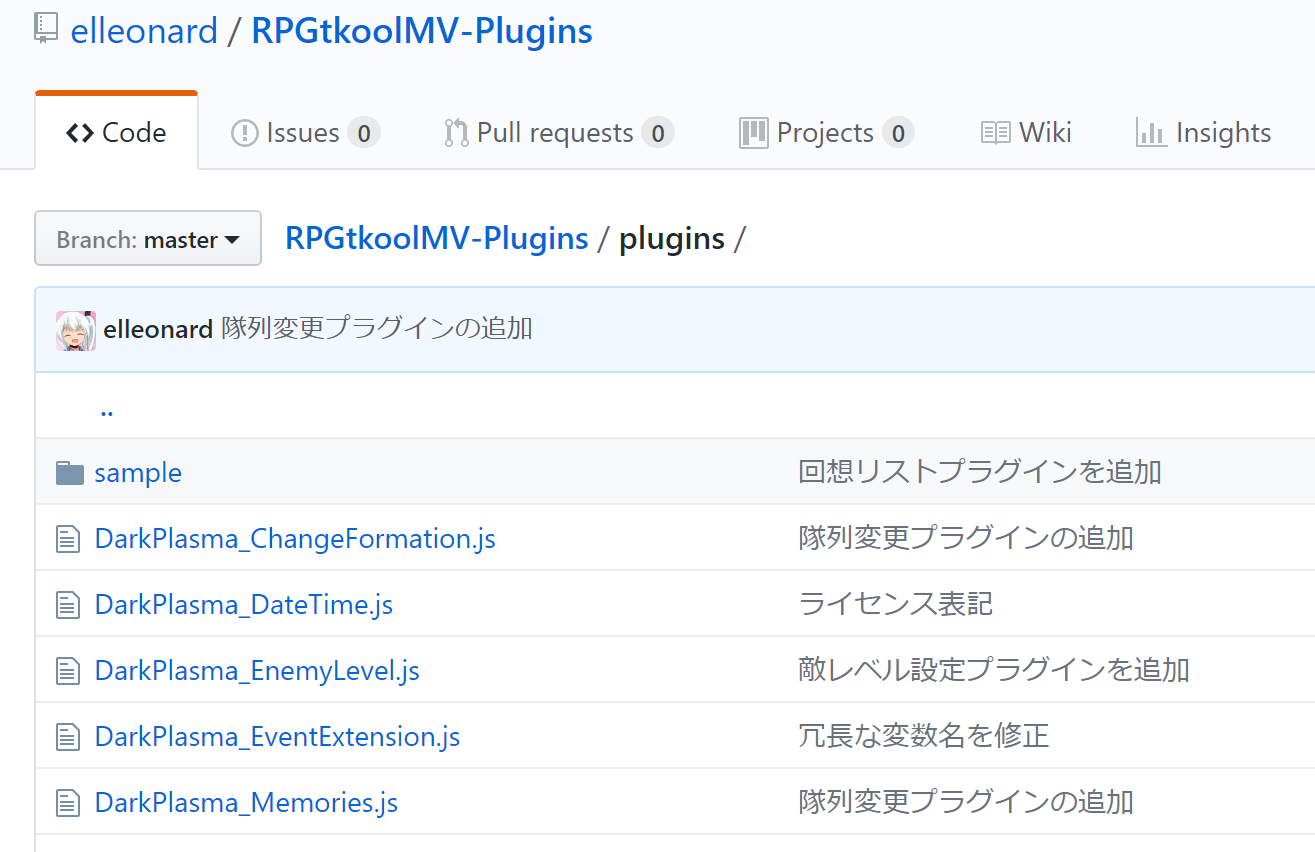 elleonard / RPGtkoolMV-Plugins
Code Issues 0 Pull requests 0 Projects 0 Wiki Insights
Branch: master RPGtkoolMV-Plugins / plugins /
elleonard 隊列変更プラグインの追加
..
sample 回想リストプラグインを追加
DarkPlasma_ChangeFormation.js 隊列変更プラグインの追加
DarkPlasma_DateTime.js ライセンス表記
DarkPlasma_EnemyLevel.js 敵レベル設定プラグインを追加
DarkPlasma_EventExtension.js 冗長な変数名を修正
DarkPlasma_Memories.js 隊列変更プラグインの追加